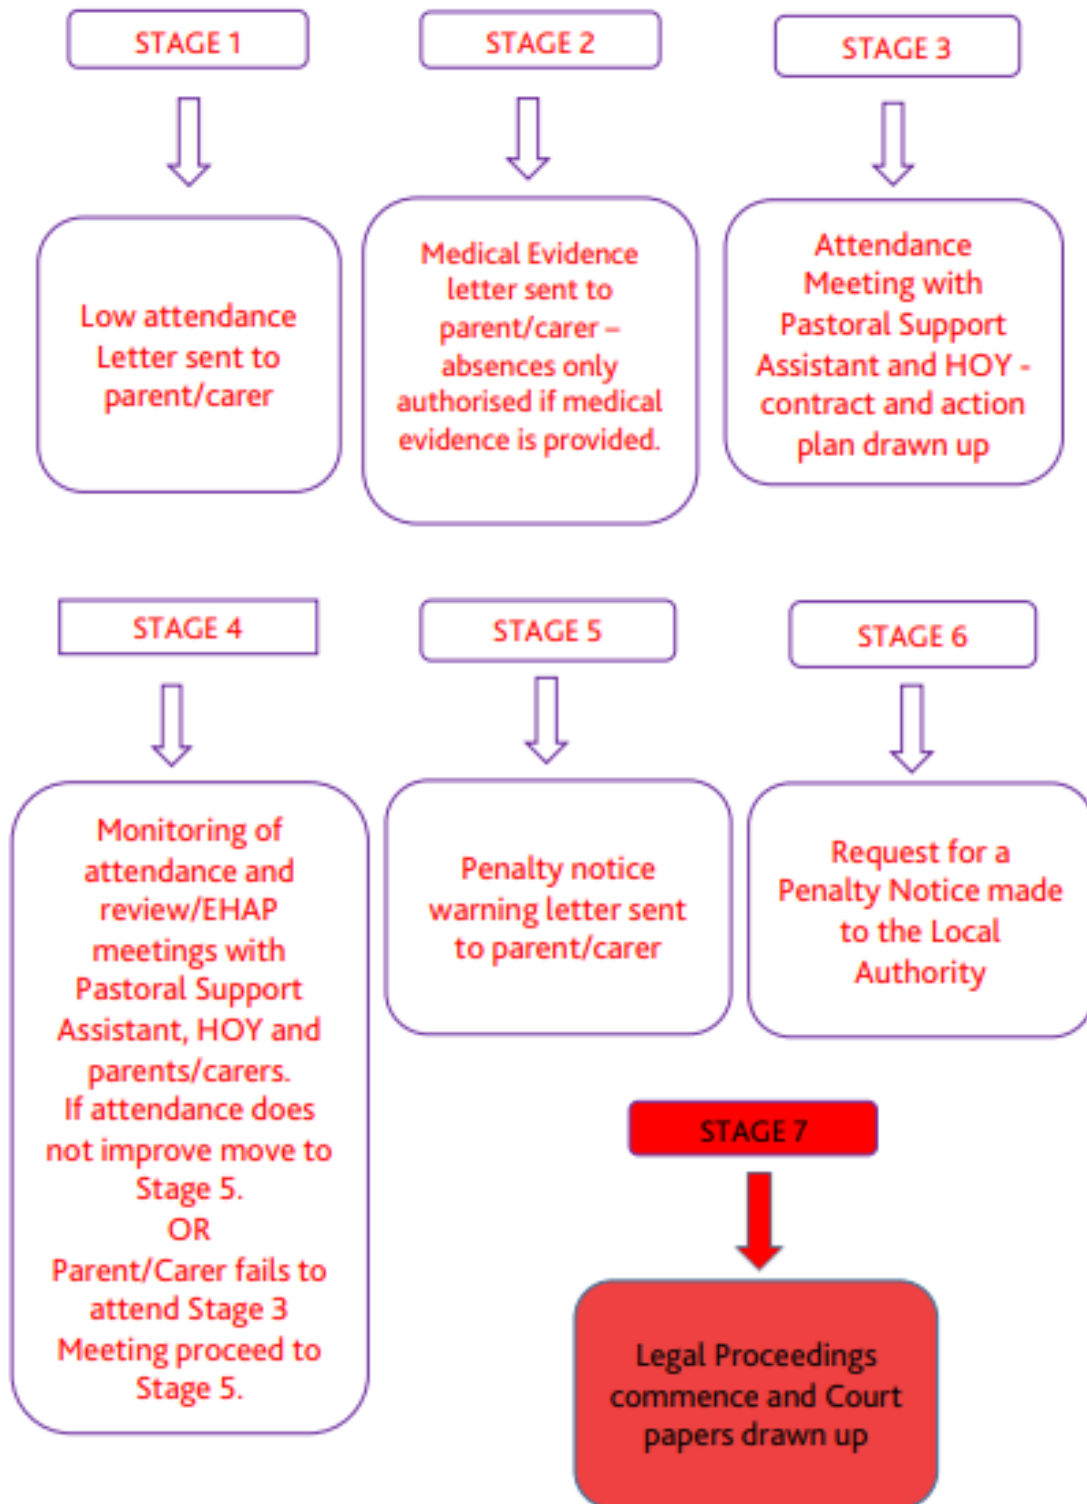 STAGE 1
Low attendance
Letter sent to
parent/carer
STAGE 2
Medical Evidence
letter sent to
parent/carer –
absences only
authorised if medical
evidence is provided.
STAGE 3
Attendance
Meeting with
Pastoral Support
Assistant and HOY -
contract and action
plan drawn up
STAGE 4
Monitoring of
attendance and
review/EHAP
meetings with
Pastoral Support
Assistant, HOY and
parents/carers.
If attendance does
not improve move to
Stage 5.
OR
Parent/Carer fails to
attend Stage 3
Meeting proceed to
Stage 5.
STAGE 5
Penalty notice
warning letter sent
to parent/carer
STAGE 6
Request for a
Penalty Notice made
to the Local
Authority
STAGE 7
Legal Proceedings
commence and Court
papers drawn up